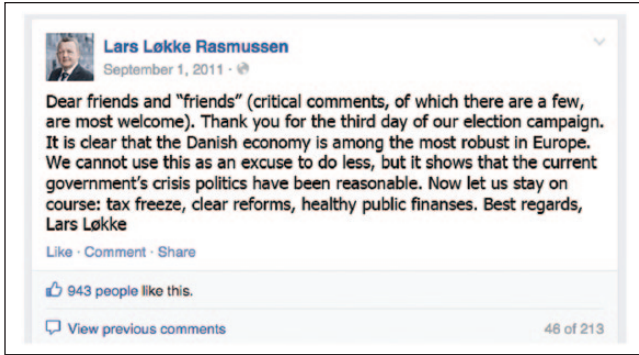 Lars Løkke Rasmussen
September 1, 2011 ·
Dear friends and “friends” (critical comments, of which there are a few,
are most welcome). Thank you for the third day of our election campaign.
It is clear that the Danish economy is among the most robust in Europe.
We cannot use this as an excuse to do less, but it shows that the current
government’s crisis politics have been reasonable. Now let us stay on
course: tax freeze, clear reforms, healthy public finanses. Best regards,
Lars Løkke
Like · Comment · Share
943 people like this.
View previous comments 46 of 213